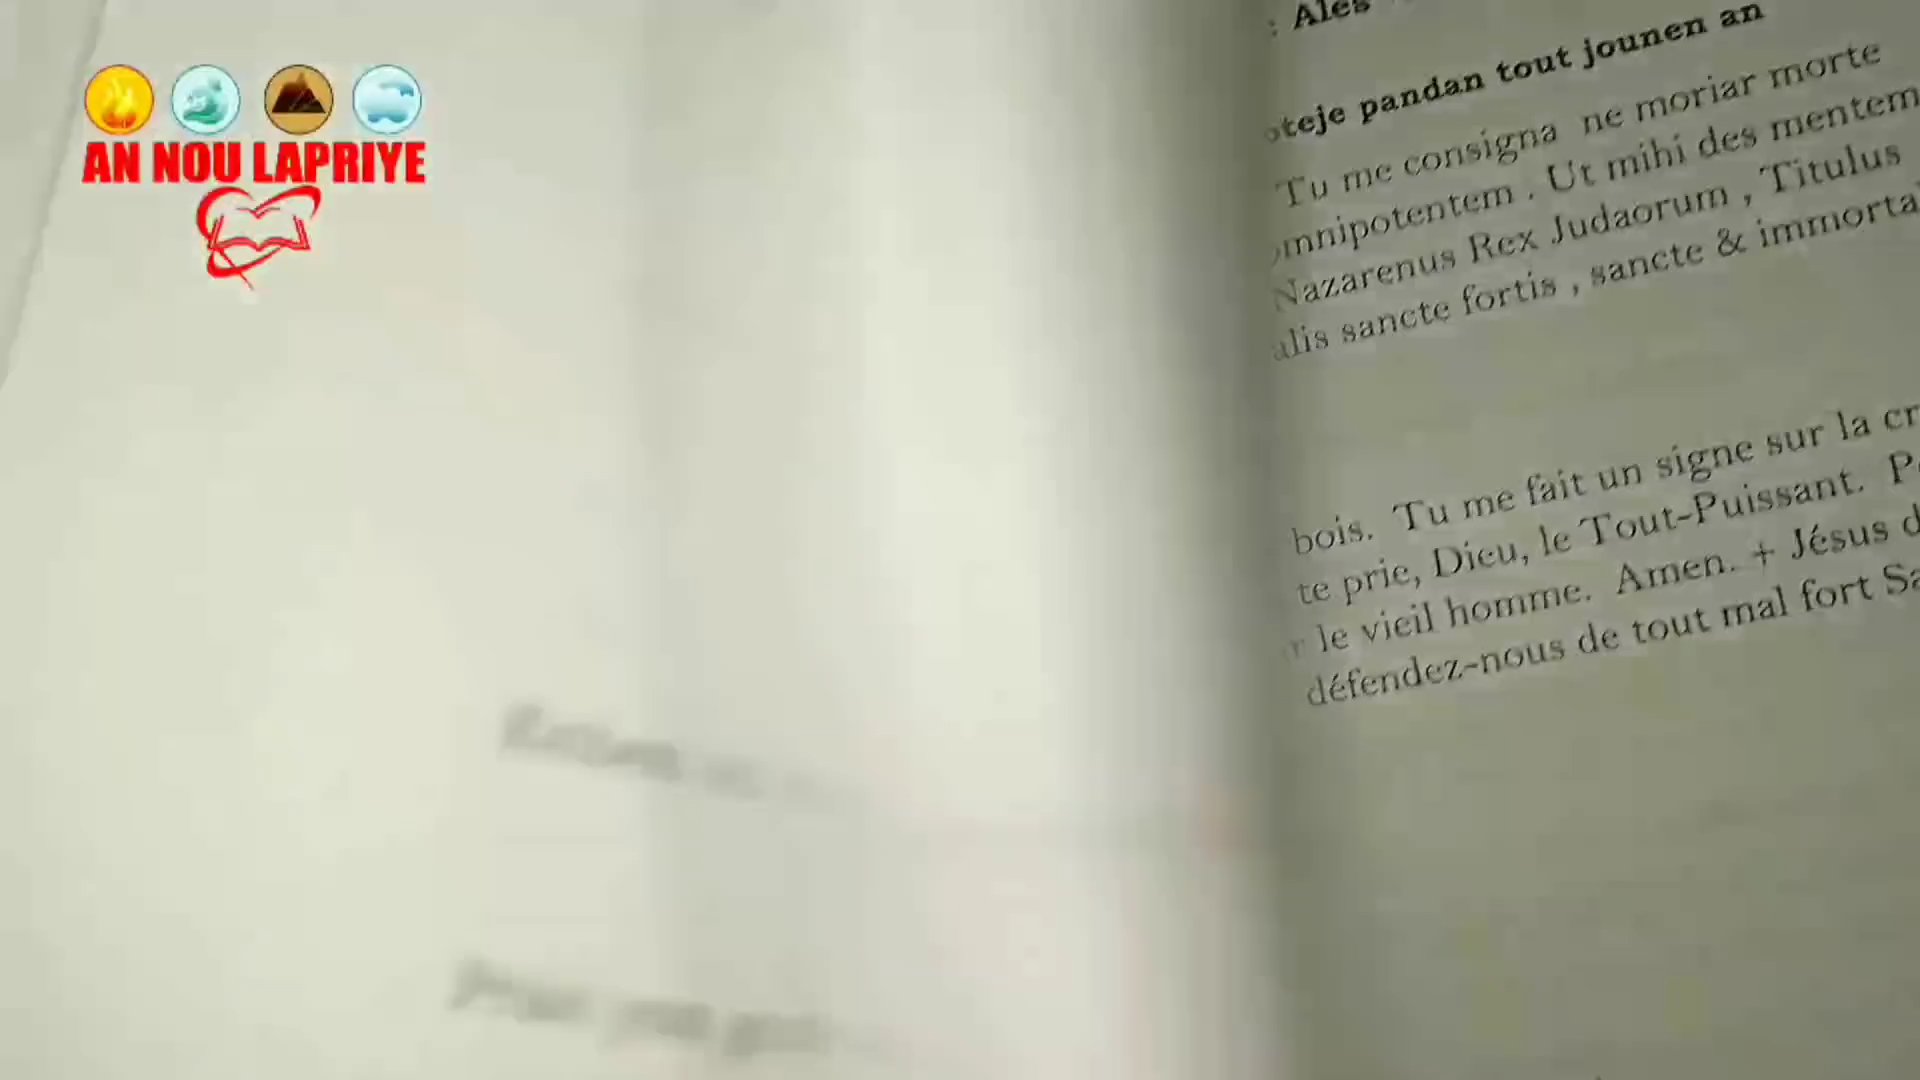 AN NOU LAPRIYE
: Ales
oteje pandan tout jounen an
Tu me consigna ne moriar morte
omnipotentem . Ut mihi des mentem
Nazarenus Rex Judaorum , Titulus
alis sancte fortis , sancte & immorta
bois. Tu me fait un signe sur la cr
te prie, Dieu, le Tout-Puissant. P
r le vieil homme. Amen. + Jésus d
défendez-nous de tout mal fort Sa